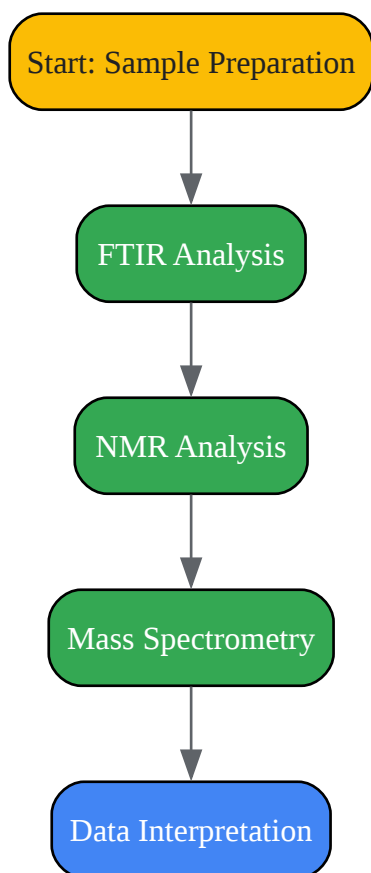 Start: Sample Preparation
FTIR Analysis
NMR Analysis
Mass Spectrometry
Data Interpretation